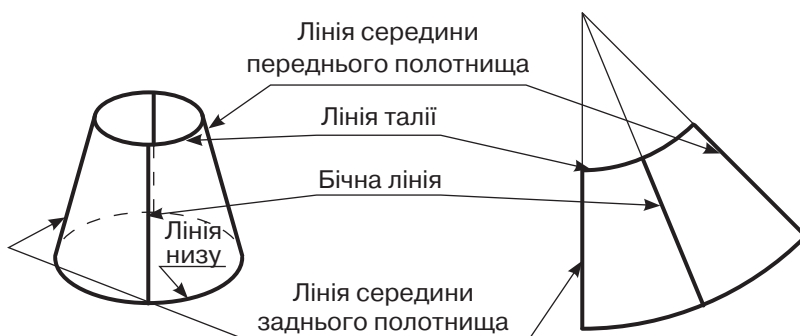 Лінія середини
переднього полотнища
Лінія талії
Бічна лінія
Лінія
низу
Лінія середини
заднього полотнища